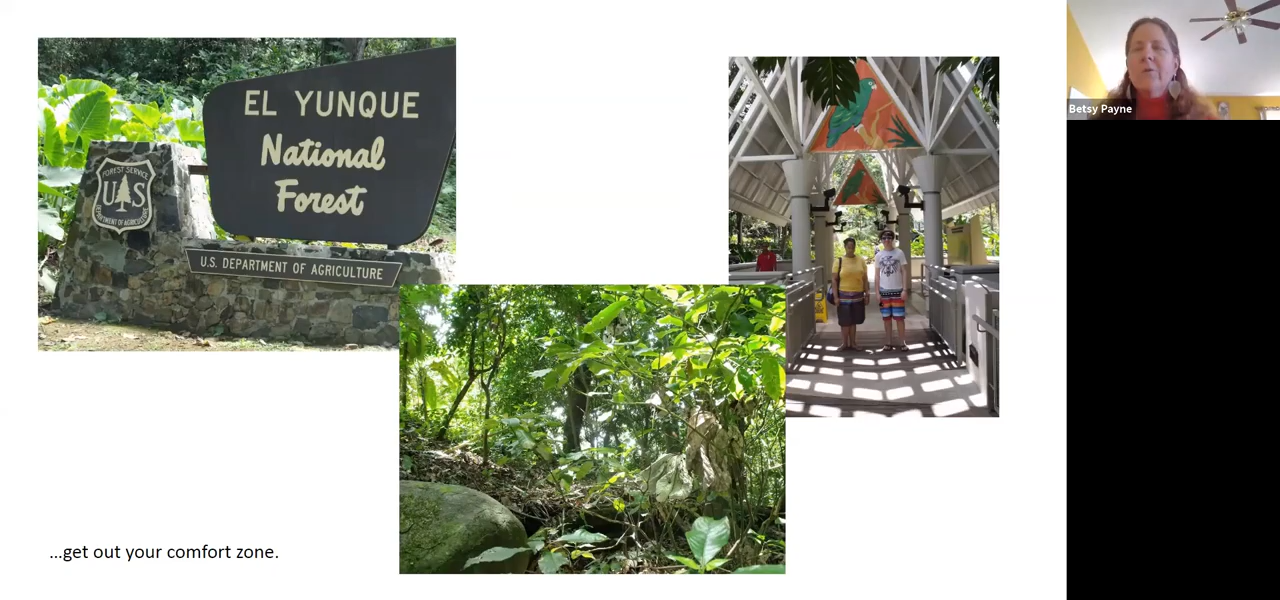 EL YUNQUE
National
Forest
FOREST SERVICE
US
DEPARTMENT OF AGRICULTURE
U.S. DEPARTMENT OF AGRICULTURE
Betsy Payne
...get out your comfort zone.